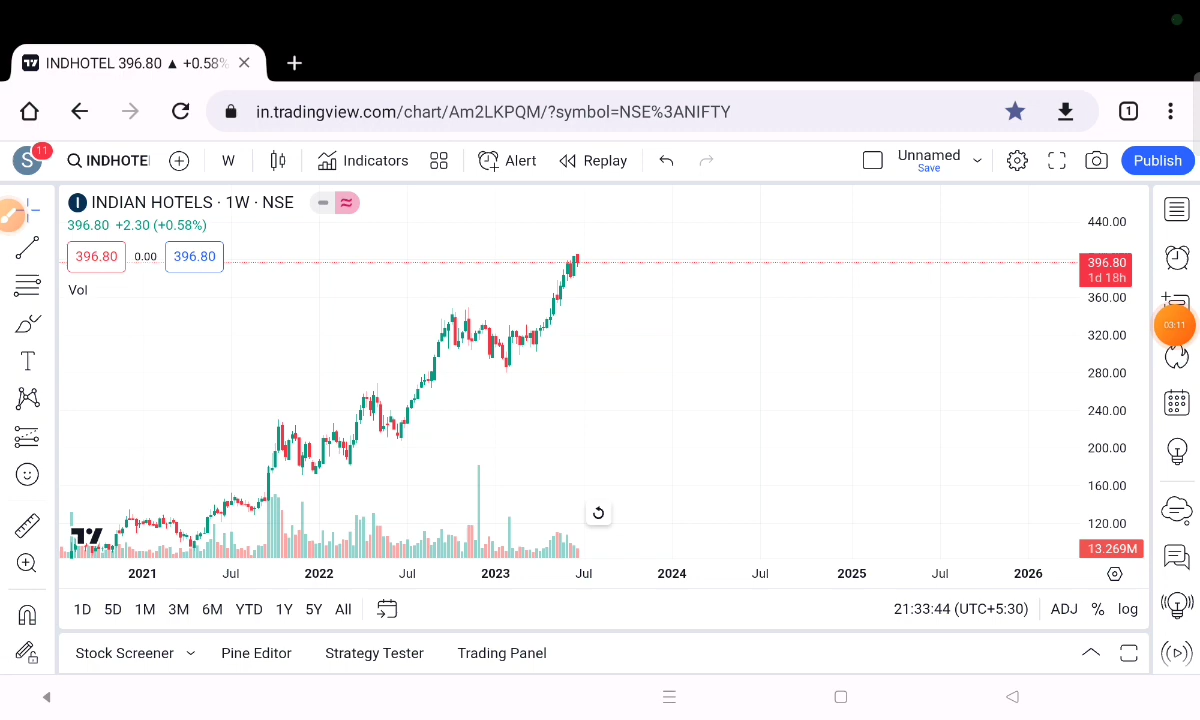 INDHOTEL 396.80 ▲ +0.58%
in.tradingview.com/chart/Am2LKPQM/?symbol=NSE%3ANIFTY
1
S
11
INDHOTE
W
Indicators
Alert
Replay
Unnamed
Save
Publish
I INDIAN HOTELS · 1W · NSE
396.80 +2.30 (+0.58%)
396.80 0.00 396.80
Vol
440.00
396.80
1d 18h
360.00
320.00
280.00
240.00
200.00
160.00
120.00
13.269M
03:11
2021 Jul 2022 Jul 2023 Jul 2024 Jul 2025 Jul 2026
1D 5D 1M 3M 6M YTD 1Y 5Y All
21:33:44 (UTC+5:30) ADJ % log
Stock Screener Pine Editor Strategy Tester Trading Panel